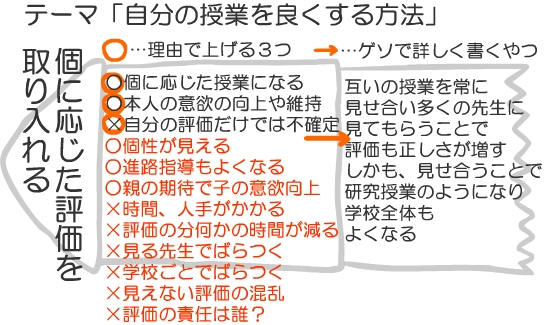 テーマ「自分の授業を良くする方法」
○…理由で上げる３つ
→…ゲソで詳しく書くやつ
個に応じた評価を
取り入れる
○個に応じた授業になる
○本人の意欲の向上や維持
×自分の評価だけでは不確定
○個性が見える
○進路指導もよくなる
○親の期待で子の意欲向上
×時間、人手がかかる
×評価の分何かの時間が減る
×見る先生でばらつく
×学校ごとでばらつく
×見えない評価の混乱
×評価の責任は誰？
互いの授業を常に
見せ合い多くの先生に
見てもらうことで
評価も正しさが増す
しかも、見せ合うことで
研究授業のようになり
学校全体も
よくなる